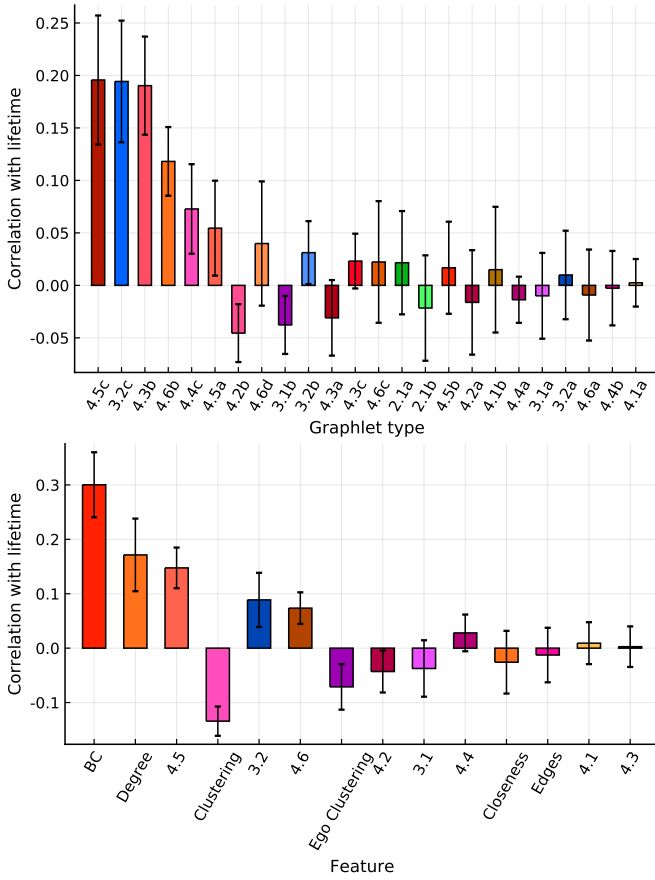 0.25
0.20
0.15
0.10
0.05
0.00
-0.05
Correlation with lifetime
4.5c 3.2c 4.3b 4.6b 4.4c 4.5a 4.2b 4.6d 3.1b 3.2b 4.3a 4.3c 4.6c 2.1a 2.1b 4.5b 4.2a 4.1b 4.4a 3.1a 3.2a 4.6a 4.4b 4.1a
Graphlet type
0.3
0.2
0.1
0.0
-0.1
Correlation with lifetime
BC Degree 4.5 Clustering 3.2 4.6 Ego Clustering 4.2 3.1 4.4 Closeness Edges 4.1 4.3
Feature